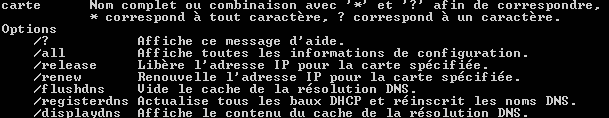 carte Nom complet ou combinaison avec '*' et '?' afin de correspondre,
* correspond à tout caractère, ? correspond à un caractère.
Options
/? Affiche ce message d'aide.
/all Affiche toutes les informations de configuration.
/release Libère l'adresse IP pour la carte spécifiée.
/renew Renouvelle l'adresse IP pour la carte spécifiée.
/flushdns Vide le cache de la résolution DNS.
/registerdns Actualise tous les baux DHCP et réinscrit les noms DNS.
/displaydns Affiche le contenu du cache de la résolution DNS.